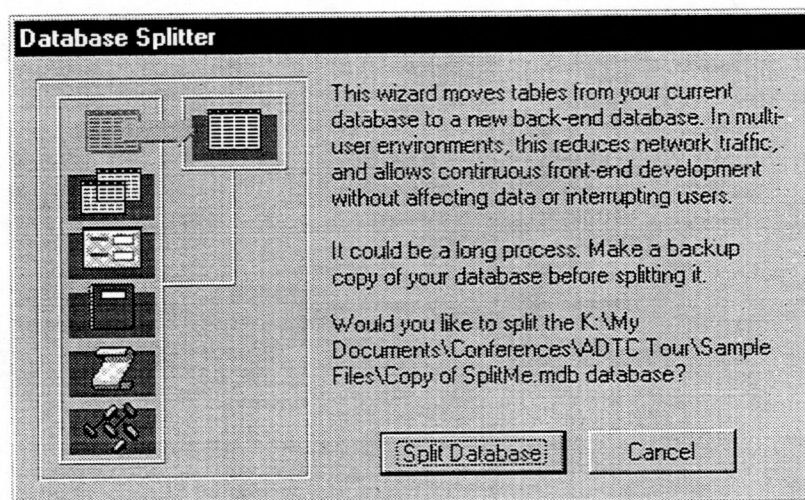 Database Splitter
This wizard moves tables from your current
database to a new back-end database. In multi-
user environments, this reduces network traffic,
and allows continuous front-end development
without affecting data or interrupting users.
It could be a long process. Make a backup
copy of your database before splitting it.
Would you like to split the K:\My
Documents\Conferences\ADTC Tour\Sample
Files\Copy of SplitMe.mdb database?
Split Database
Cancel